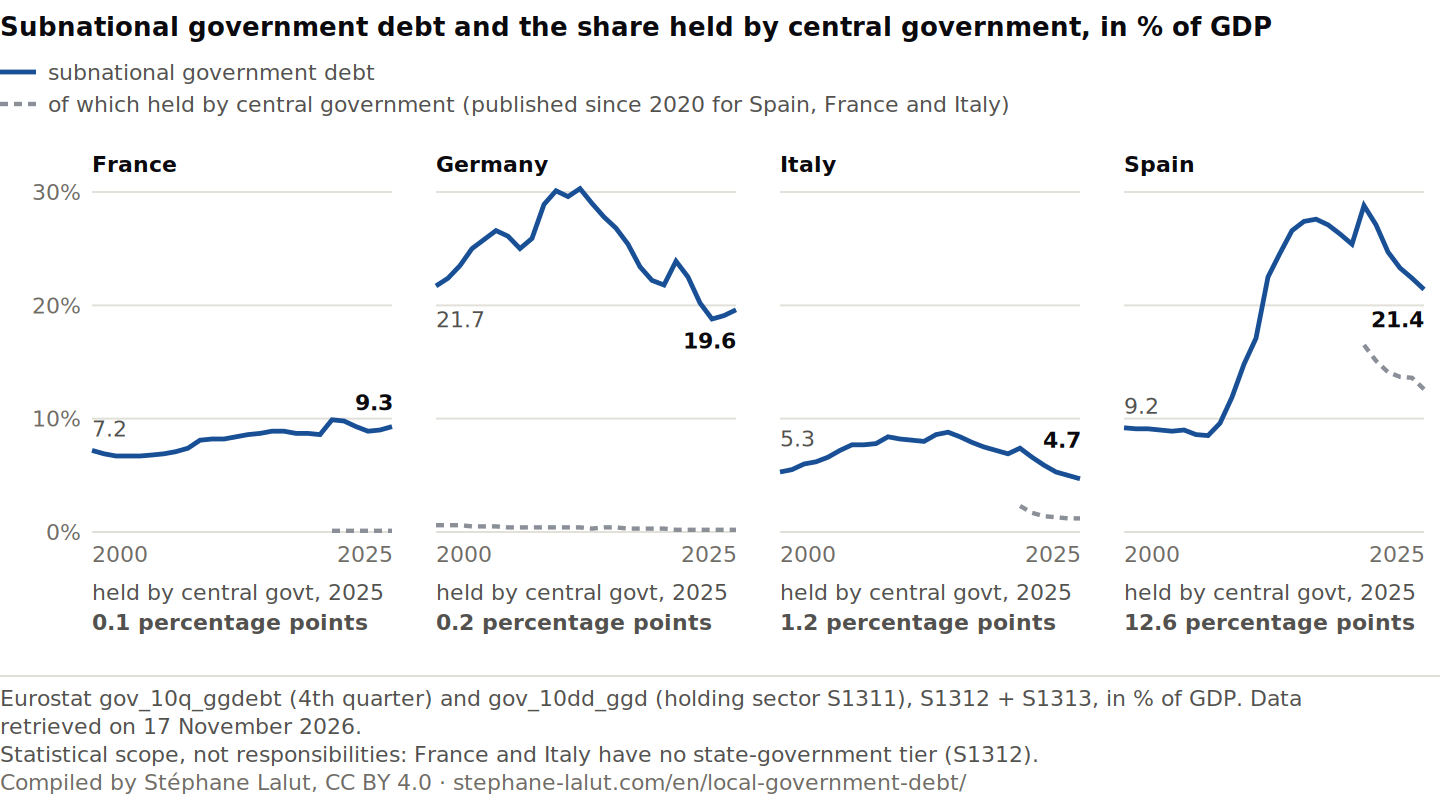 Subnational government debt and the share held by central government, in % of GDP
subnational government debt
of which held by central government (published since 2020 for Spain, France and Italy)
France
Germany
Italy
Spain
30%
20%
10%
0%
7.2
9.3
21.7
19.6
5.3
4.7
9.2
21.4
2000 2025
2000 2025
2000 2025
2000 2025
held by central govt, 2025
0.1 percentage points
held by central govt, 2025
0.2 percentage points
held by central govt, 2025
1.2 percentage points
held by central govt, 2025
12.6 percentage points
Eurostat gov_10q_ggdebt (4th quarter) and gov_10dd_ggd (holding sector S1311), S1312 + S1313, in % of GDP. Data
retrieved on 17 November 2026.
Statistical scope, not responsibilities: France and Italy have no state-government tier (S1312).
Compiled by Stéphane Lalut, CC BY 4.0 · stephane-lalut.com/en/local-government-debt/